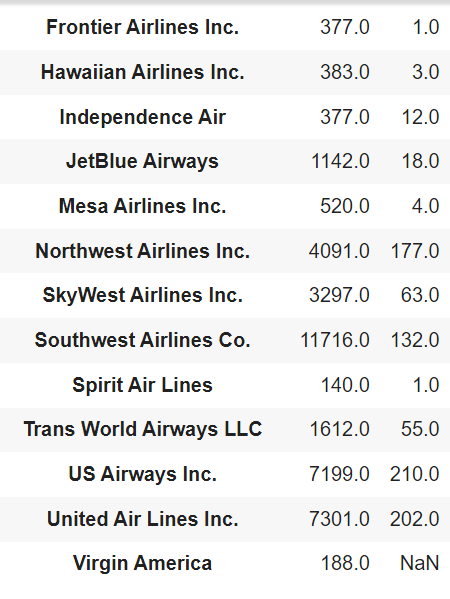 Frontier Airlines Inc. 377.0 1.0
Hawaiian Airlines Inc. 383.0 3.0
Independence Air 377.0 12.0
JetBlue Airways 1142.0 18.0
Mesa Airlines Inc. 520.0 4.0
Northwest Airlines Inc. 4091.0 177.0
SkyWest Airlines Inc. 3297.0 63.0
Southwest Airlines Co. 11716.0 132.0
Spirit Air Lines 140.0 1.0
Trans World Airways LLC 1612.0 55.0
US Airways Inc. 7199.0 210.0
United Air Lines Inc. 7301.0 202.0
Virgin America 188.0 NaN